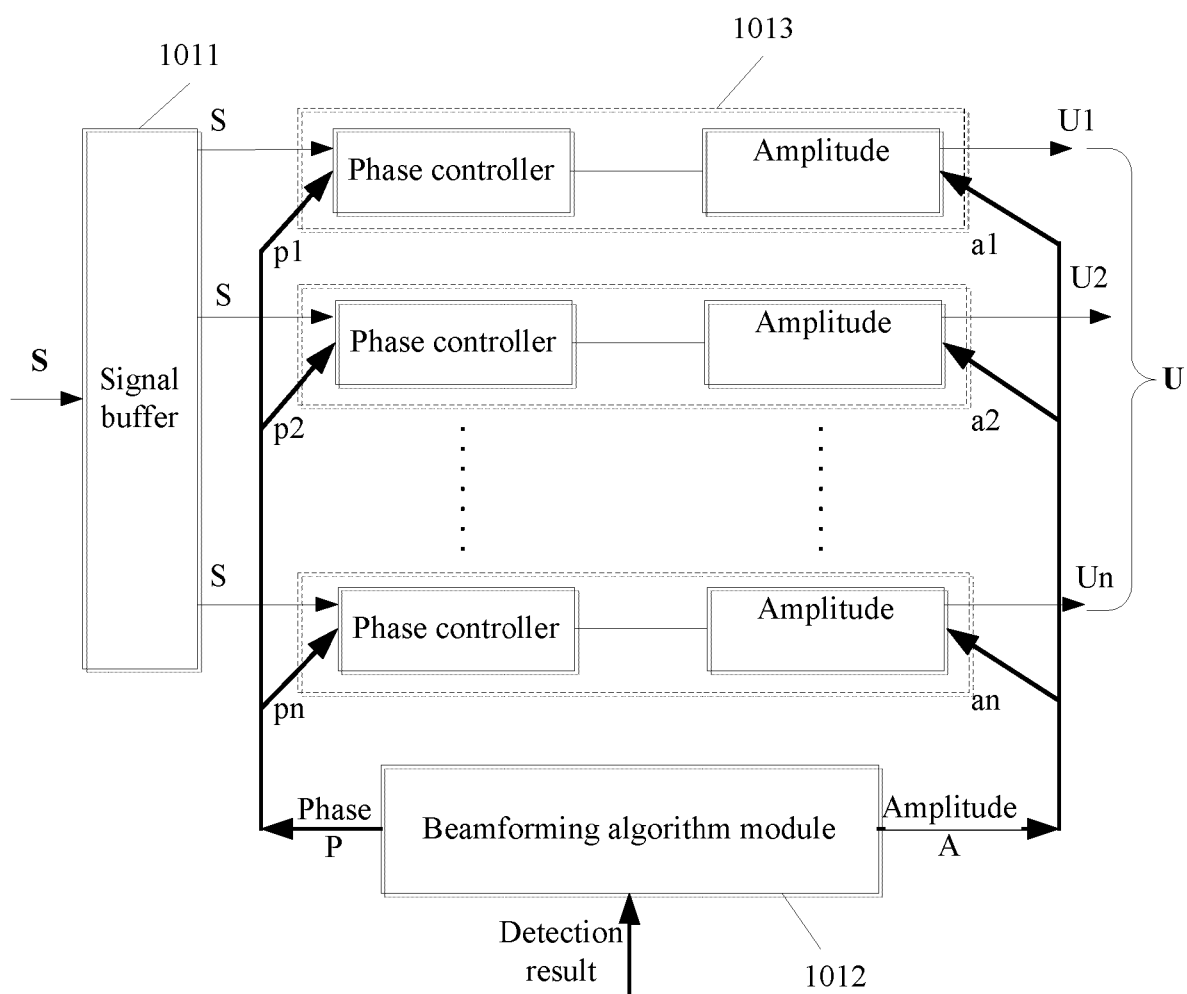 1011
1013
S
U1
Phase controller
Amplitude
p1
a1
S
U2
Phase controller
Amplitude
S
Signal
buffer
U
p2
a2
S
Un
Phase controller
Amplitude
pn
an
Phase
P
Beamforming algorithm module
Amplitude
A
Detection
result
1012